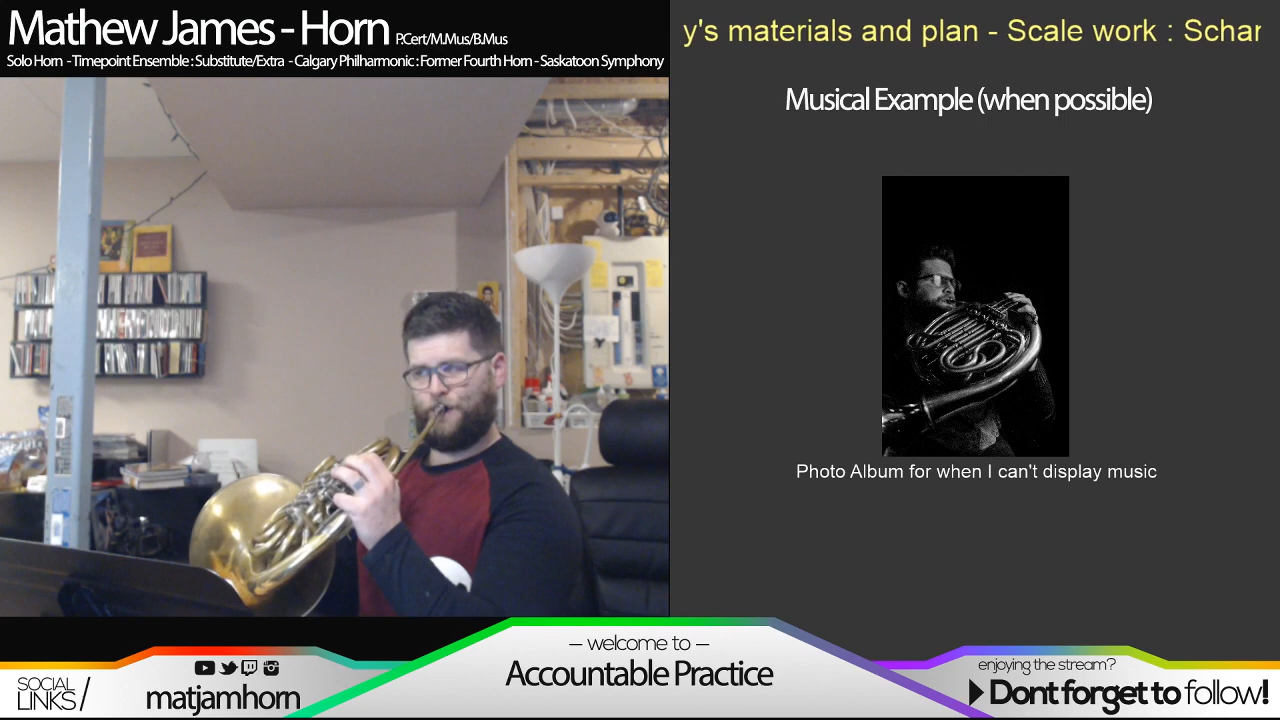 Mathew James - Horn P.Cert/M.Mus/B.Mus
Solo Horn - Timepoint Ensemble : Substitute/Extra - Calgary Philharmonic : Former Fourth Horn - Saskatoon Symphony
y's materials and plan - Scale work : Schar
Musical Example (when possible)
Photo Album for when I can't display music
SOCIAL
LINKS /
matjamhorn
— welcome to —
Accountable Practice
enjoying the stream?
Dont forget to follow!